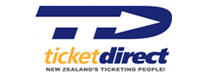 TD
ticketdirect
NEW ZEALAND'S TICKETING PEOPLE!